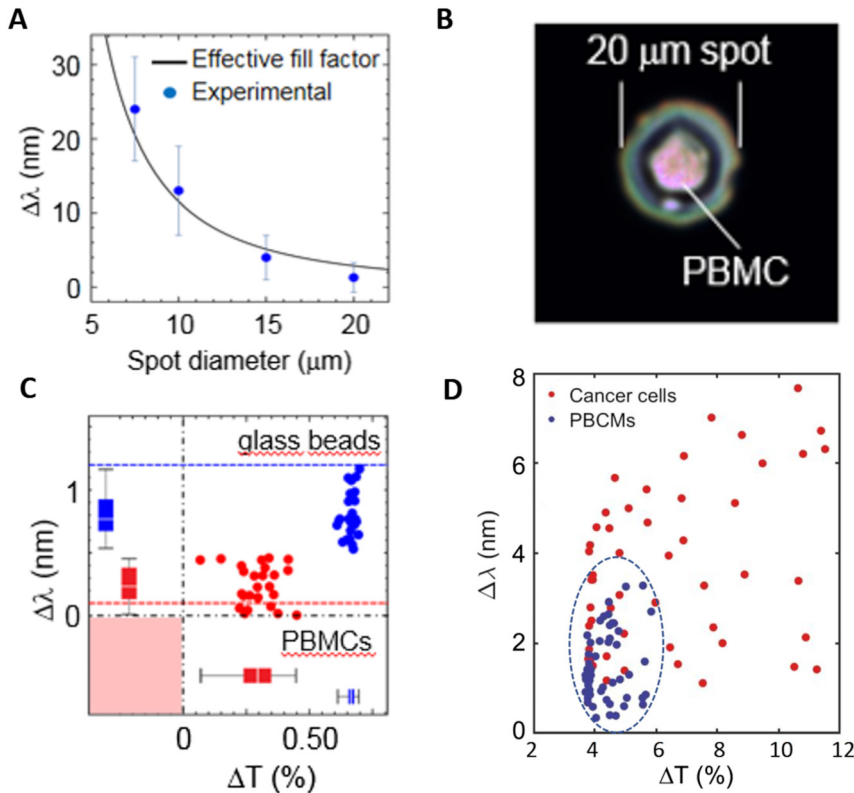 A
Δλ (nm)
30
20
10
0
Effective fill factor
Experimental
5
10
15
20
Spot diameter (μm)
B
20 μm spot
PBMC
C
Δλ (nm)
1
0
glass beads
PBMCs
0
0.50
ΔT (%)
D
Δλ (nm)
8
6
4
2
0
Cancer cells
PBCMs
2
4
6
8
10
12
ΔT (%)